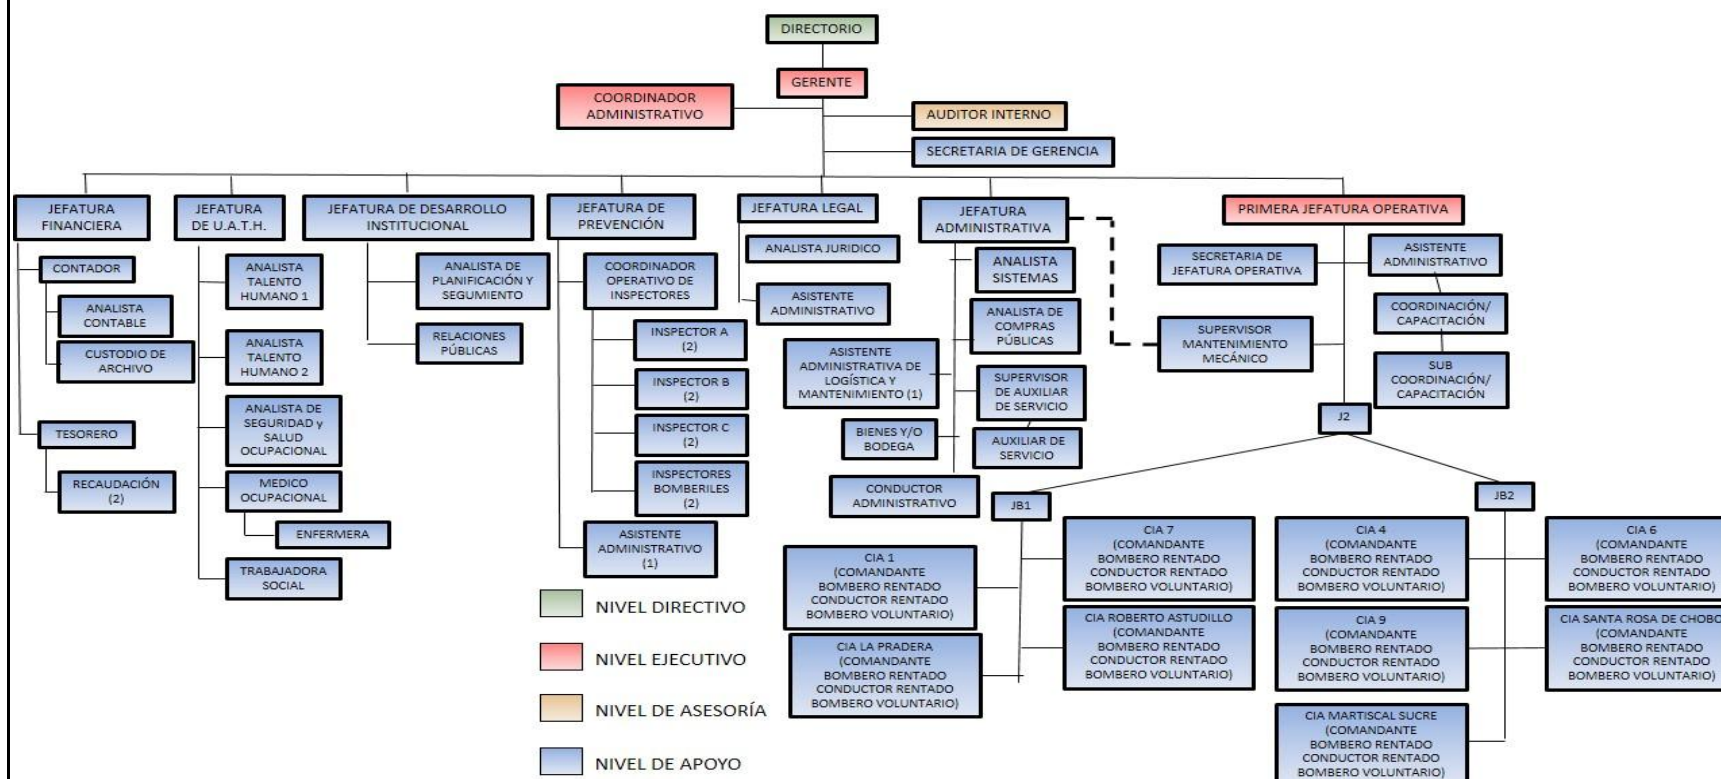 DIRECTORIO
GERENTE
COORDINADOR
ADMINISTRATIVO
AUDITOR INTERNO
SECRETARIA DE GERENCIA
JEFATURA
FINANCIERA
CONTADOR
ANALISTA
CONTABLE
CUSTODIO DE
ARCHIVO
TESORERO
RECAUDACIÓN
(2)
JEFATURA
DE U.A.T.H.
ANALISTA
TALENTO
HUMANO 1
ANALISTA
TALENTO
HUMANO 2
ANALISTA DE
SEGURIDAD y
SALUD
OCUPACIONAL
MEDICO
OCUPACIONAL
ENFERMERA
TRABAJADORA
SOCIAL
JEFATURA DE DESARROLLO
INSTITUCIONAL
ANALISTA DE
PLANIFICACIÓN Y
SEGUMIENTO
RELACIONES
PÚBLICAS
JEFATURA DE
PREVENCIÓN
COORDINADOR
OPERATIVO DE
INSPECTORES
INSPECTOR A
(2)
INSPECTOR B
(2)
INSPECTOR C
(2)
INSPECTORES
BOMBERILES
(2)
ASISTENTE
ADMINISTRATIVO
(1)
JEFATURA LEGAL
ANALISTA JURIDICO
ASISTENTE
ADMINISTRATIVO
JEFATURA
ADMINISTRATIVA
ANALISTA
SISTEMAS
ANALISTA DE
COMPRAS
PÚBLICAS
ASISTENTE
ADMINISTRATIVA DE
LOGÍSTICA Y
MANTENIMIENTO (1)
SUPERVISOR
DE AUXILIAR
DE SERVICIO
BIENES Y/O
BODEGA
AUXILIAR DE
SERVICIO
CONDUCTOR
ADMINISTRATIVO
PRIMERA JEFATURA OPERATIVA
SECRETARIA DE
JEFATURA OPERATIVA
ASISTENTE
ADMINISTRATIVO
COORDINACIÓN/
CAPACITACIÓN
SUPERVISOR
MANTENIMIENTO
MECÁNICO
SUB
COORDINACIÓN/
CAPACITACIÓN
J2
JB1
JB2
CIA 1
(COMANDANTE
BOMBERO RENTADO
CONDUCTOR RENTADO
BOMBERO VOLUNTARIO)
CIA 7
(COMANDANTE
BOMBERO RENTADO
CONDUCTOR RENTADO
BOMBERO VOLUNTARIO)
CIA LA PRADERA
(COMANDANTE
BOMBERO RENTADO
CONDUCTOR RENTADO
BOMBERO VOLUNTARIO)
CIA ROBERTO ASTUDILLO
(COMANDANTE
BOMBERO RENTADO
CONDUCTOR RENTADO
BOMBERO VOLUNTARIO)
CIA 4
(COMANDANTE
BOMBERO RENTADO
CONDUCTOR RENTADO
BOMBERO VOLUNTARIO)
CIA 6
(COMANDANTE
BOMBERO RENTADO
CONDUCTOR RENTADO
BOMBERO VOLUNTARIO)
CIA 9
(COMANDANTE
BOMBERO RENTADO
CONDUCTOR RENTADO
BOMBERO VOLUNTARIO)
CIA SANTA ROSA DE CHOBO
(COMANDANTE
BOMBERO RENTADO
CONDUCTOR RENTADO
BOMBERO VOLUNTARIO)
CIA MARTISCAL SUCRE
(COMANDANTE
BOMBERO RENTADO
CONDUCTOR RENTADO
BOMBERO VOLUNTARIO)
NIVEL DIRECTIVO
NIVEL EJECUTIVO
NIVEL DE ASESORÍA
NIVEL DE APOYO